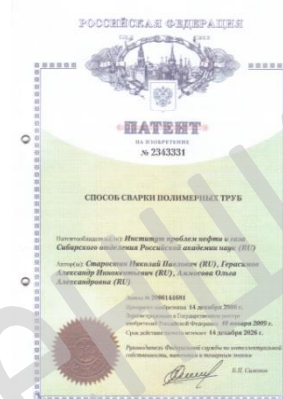 РОССИЙСКАЯ ФЕДЕРАЦИЯ
ПАТЕНТ
НА ИЗОБРЕТЕНИЕ
№ 2343331
СПОСОБ СВАРКИ ПОЛИМЕРНЫХ ТРУБ
Патентообладатель(ли): Институт проблем нефти и газа
Сибирского отделения Российской академии наук (RU)
Автор(ы): Старостин Николай Павлович (RU), Герасимов
Александр Иннокентьевич (RU), Аммосова Ольга
Александровна (RU)
Заявка № 2006144691
Приоритет изобретения 14 декабря 2006 г.
Зарегистрировано в Государственном реестре
изобретений Российской Федерации 10 января 2009 г.
Срок действия патента истекает 14 декабря 2026 г.
Руководитель Федеральной службы по интеллектуальной
собственности, патентам и товарным знакам
Б.П. Симонов